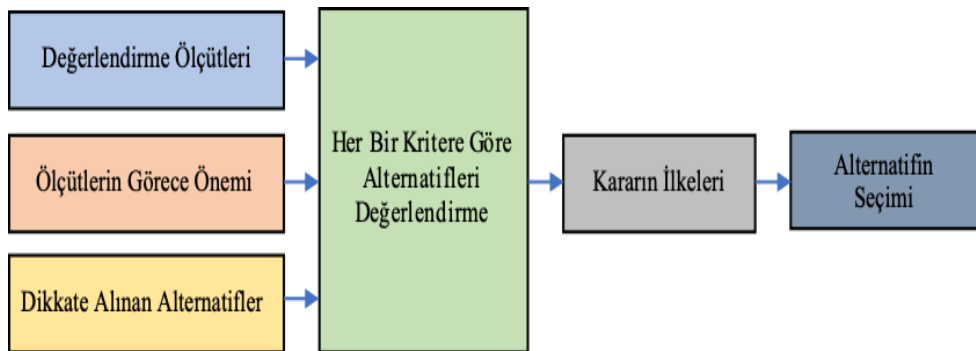 Değerlendirme Ölçütleri
Ölçütlerin Görece Önemi
Dikkate Alınan Alternatifler
Her Bir Kritere Göre
Alternatifleri
Değerlendirme
Kararın İlkeleri
Alternatifin
Seçimi